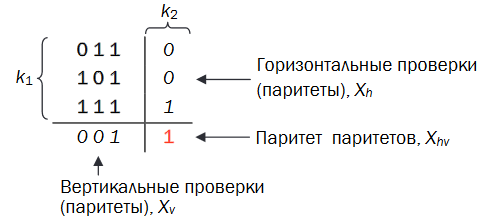 k2
k1
0 1 1 0
1 0 1 0
1 1 1 1
0 0 1 1
Горизонтальные проверки
(паритеты), Xh
Паритет паритетов, Xhv
Вертикальные проверки
(паритеты), Xv